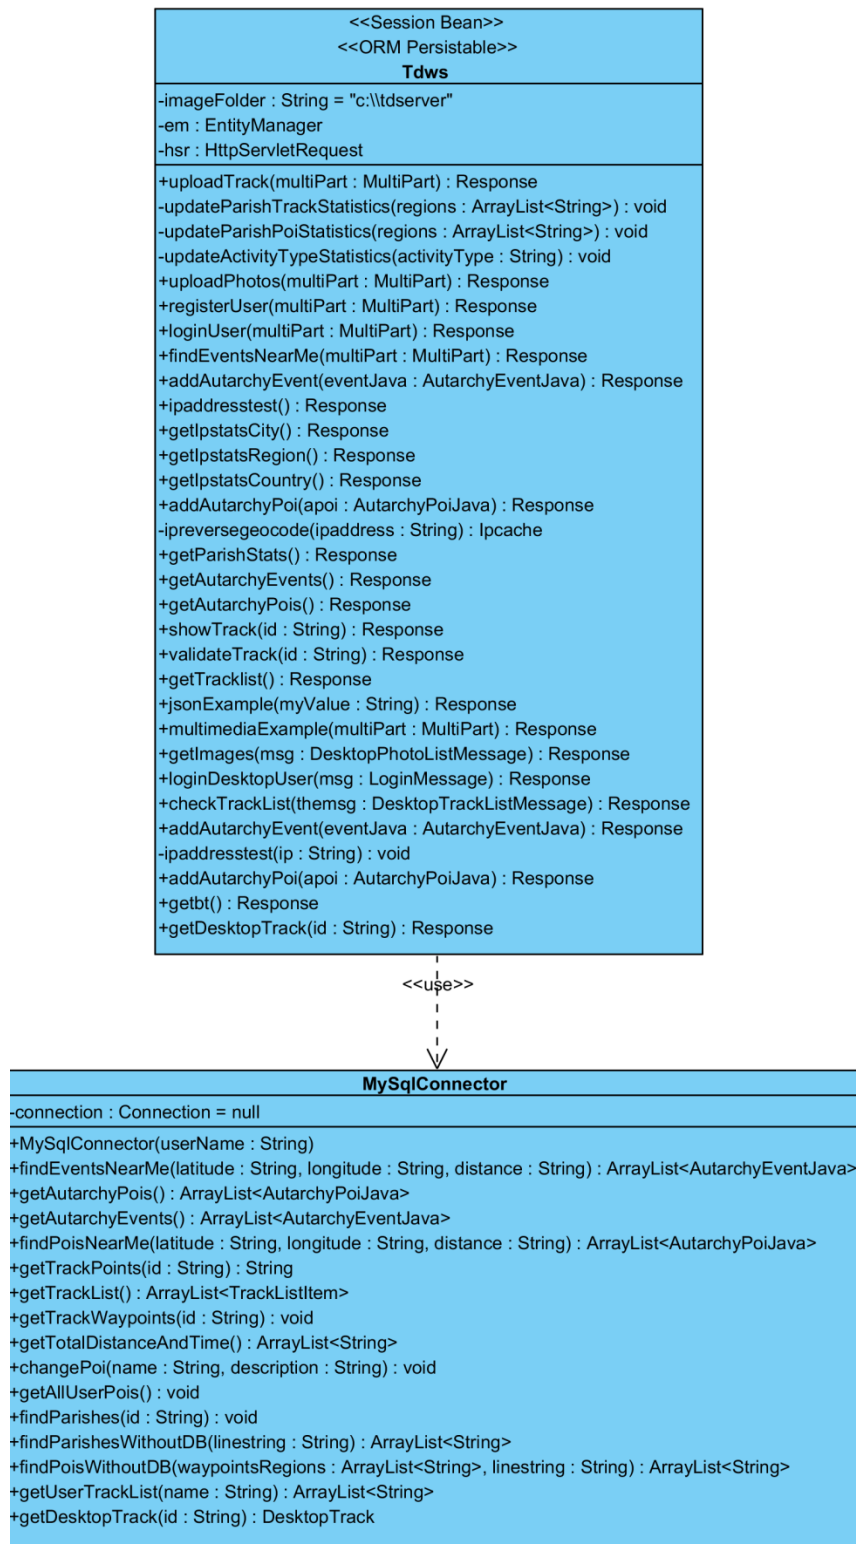 <<Session Bean>>
<<ORM Persistable>>
Tdws
-imageFolder : String = "c:\\tdserver"
-em : EntityManager
-hsr : HttpServletRequest
+uploadTrack(multiPart : MultiPart) : Response
-updateParishTrackStatistics(regions : ArrayList<String>) : void
-updateParishPoiStatistics(regions : ArrayList<String>) : void
-updateActivityTypeStatistics(activityType : String) : void
+uploadPhotos(multiPart : MultiPart) : Response
+registerUser(multiPart : MultiPart) : Response
+loginUser(multiPart : MultiPart) : Response
+findEventsNearMe(multiPart : MultiPart) : Response
+addAutarchyEvent(eventJava : AutarchyEventJava) : Response
+ipaddresstest() : Response
+getIpstatsCity() : Response
+getIpstatsRegion() : Response
+getIpstatsCountry() : Response
+addAutarchyPoi(apoi : AutarchyPoiJava) : Response
-ipreversegeocode(ipaddress : String) : Ipcache
+getParishStats() : Response
+getAutarchyEvents() : Response
+getAutarchyPois() : Response
+showTrack(id : String) : Response
+validateTrack(id : String) : Response
+getTracklist() : Response
+jsonExample(myValue : String) : Response
+multimediaExample(multiPart : MultiPart) : Response
+getImages(msg : DesktopPhotoListMessage) : Response
+loginDesktopUser(msg : LoginMessage) : Response
+checkTrackList(themsg : DesktopTrackListMessage) : Response
+addAutarchyEvent(eventJava : AutarchyEventJava) : Response
-ipaddresstest(ip : String) : void
+addAutarchyPoi(apoi : AutarchyPoiJava) : Response
+getbt() : Response
+getDesktopTrack(id : String) : Response
<<use>>
MySqlConnector
-connection : Connection = null
+MySqlConnector(userName : String)
+findEventsNearMe(latitude : String, longitude : String, distance : String) : ArrayList<AutarchyEventJava>
+getAutarchyPois() : ArrayList<AutarchyPoiJava>
+getAutarchyEvents() : ArrayList<AutarchyEventJava>
+findPoisNearMe(latitude : String, longitude : String, distance : String) : ArrayList<AutarchyPoiJava>
+getTrackPoints(id : String) : String
+getTrackList() : ArrayList<TrackListItem>
+getTrackWaypoints(id : String) : void
+getTotalDistanceAndTime() : ArrayList<String>
+changePoi(name : String, description : String) : void
+getAllUserPois() : void
+findParishes(id : String) : void
+findParishesWithoutDB(linestring : String) : ArrayList<String>
+findPoisWithoutDB(waypointsRegions : ArrayList<String>, linestring : String) : ArrayList<String>
+getUserTrackList(name : String) : ArrayList<String>
+getDesktopTrack(id : String) : DesktopTrack